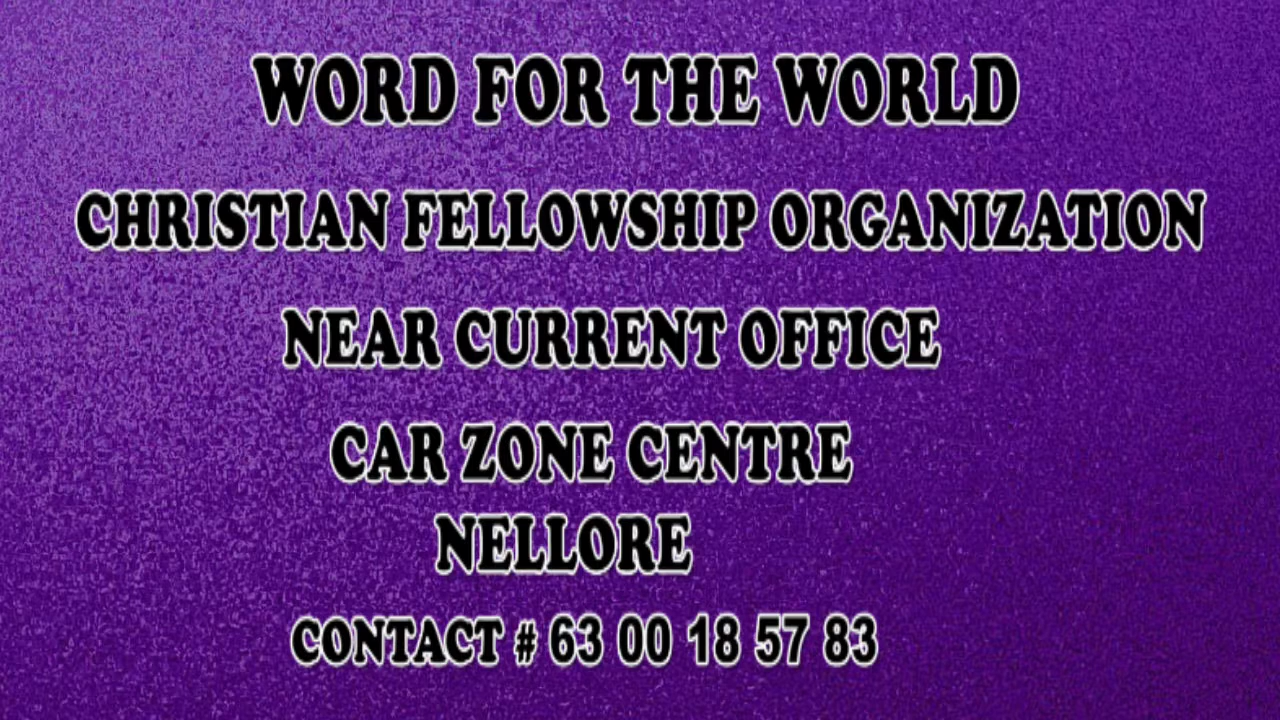 WORD FOR THE WORLD
CHRISTIAN FELLOWSHIP ORGANIZATION
NEAR CURRENT OFFICE
CAR ZONE CENTRE
NELLORE
CONTACT # 63 00 18 57 83